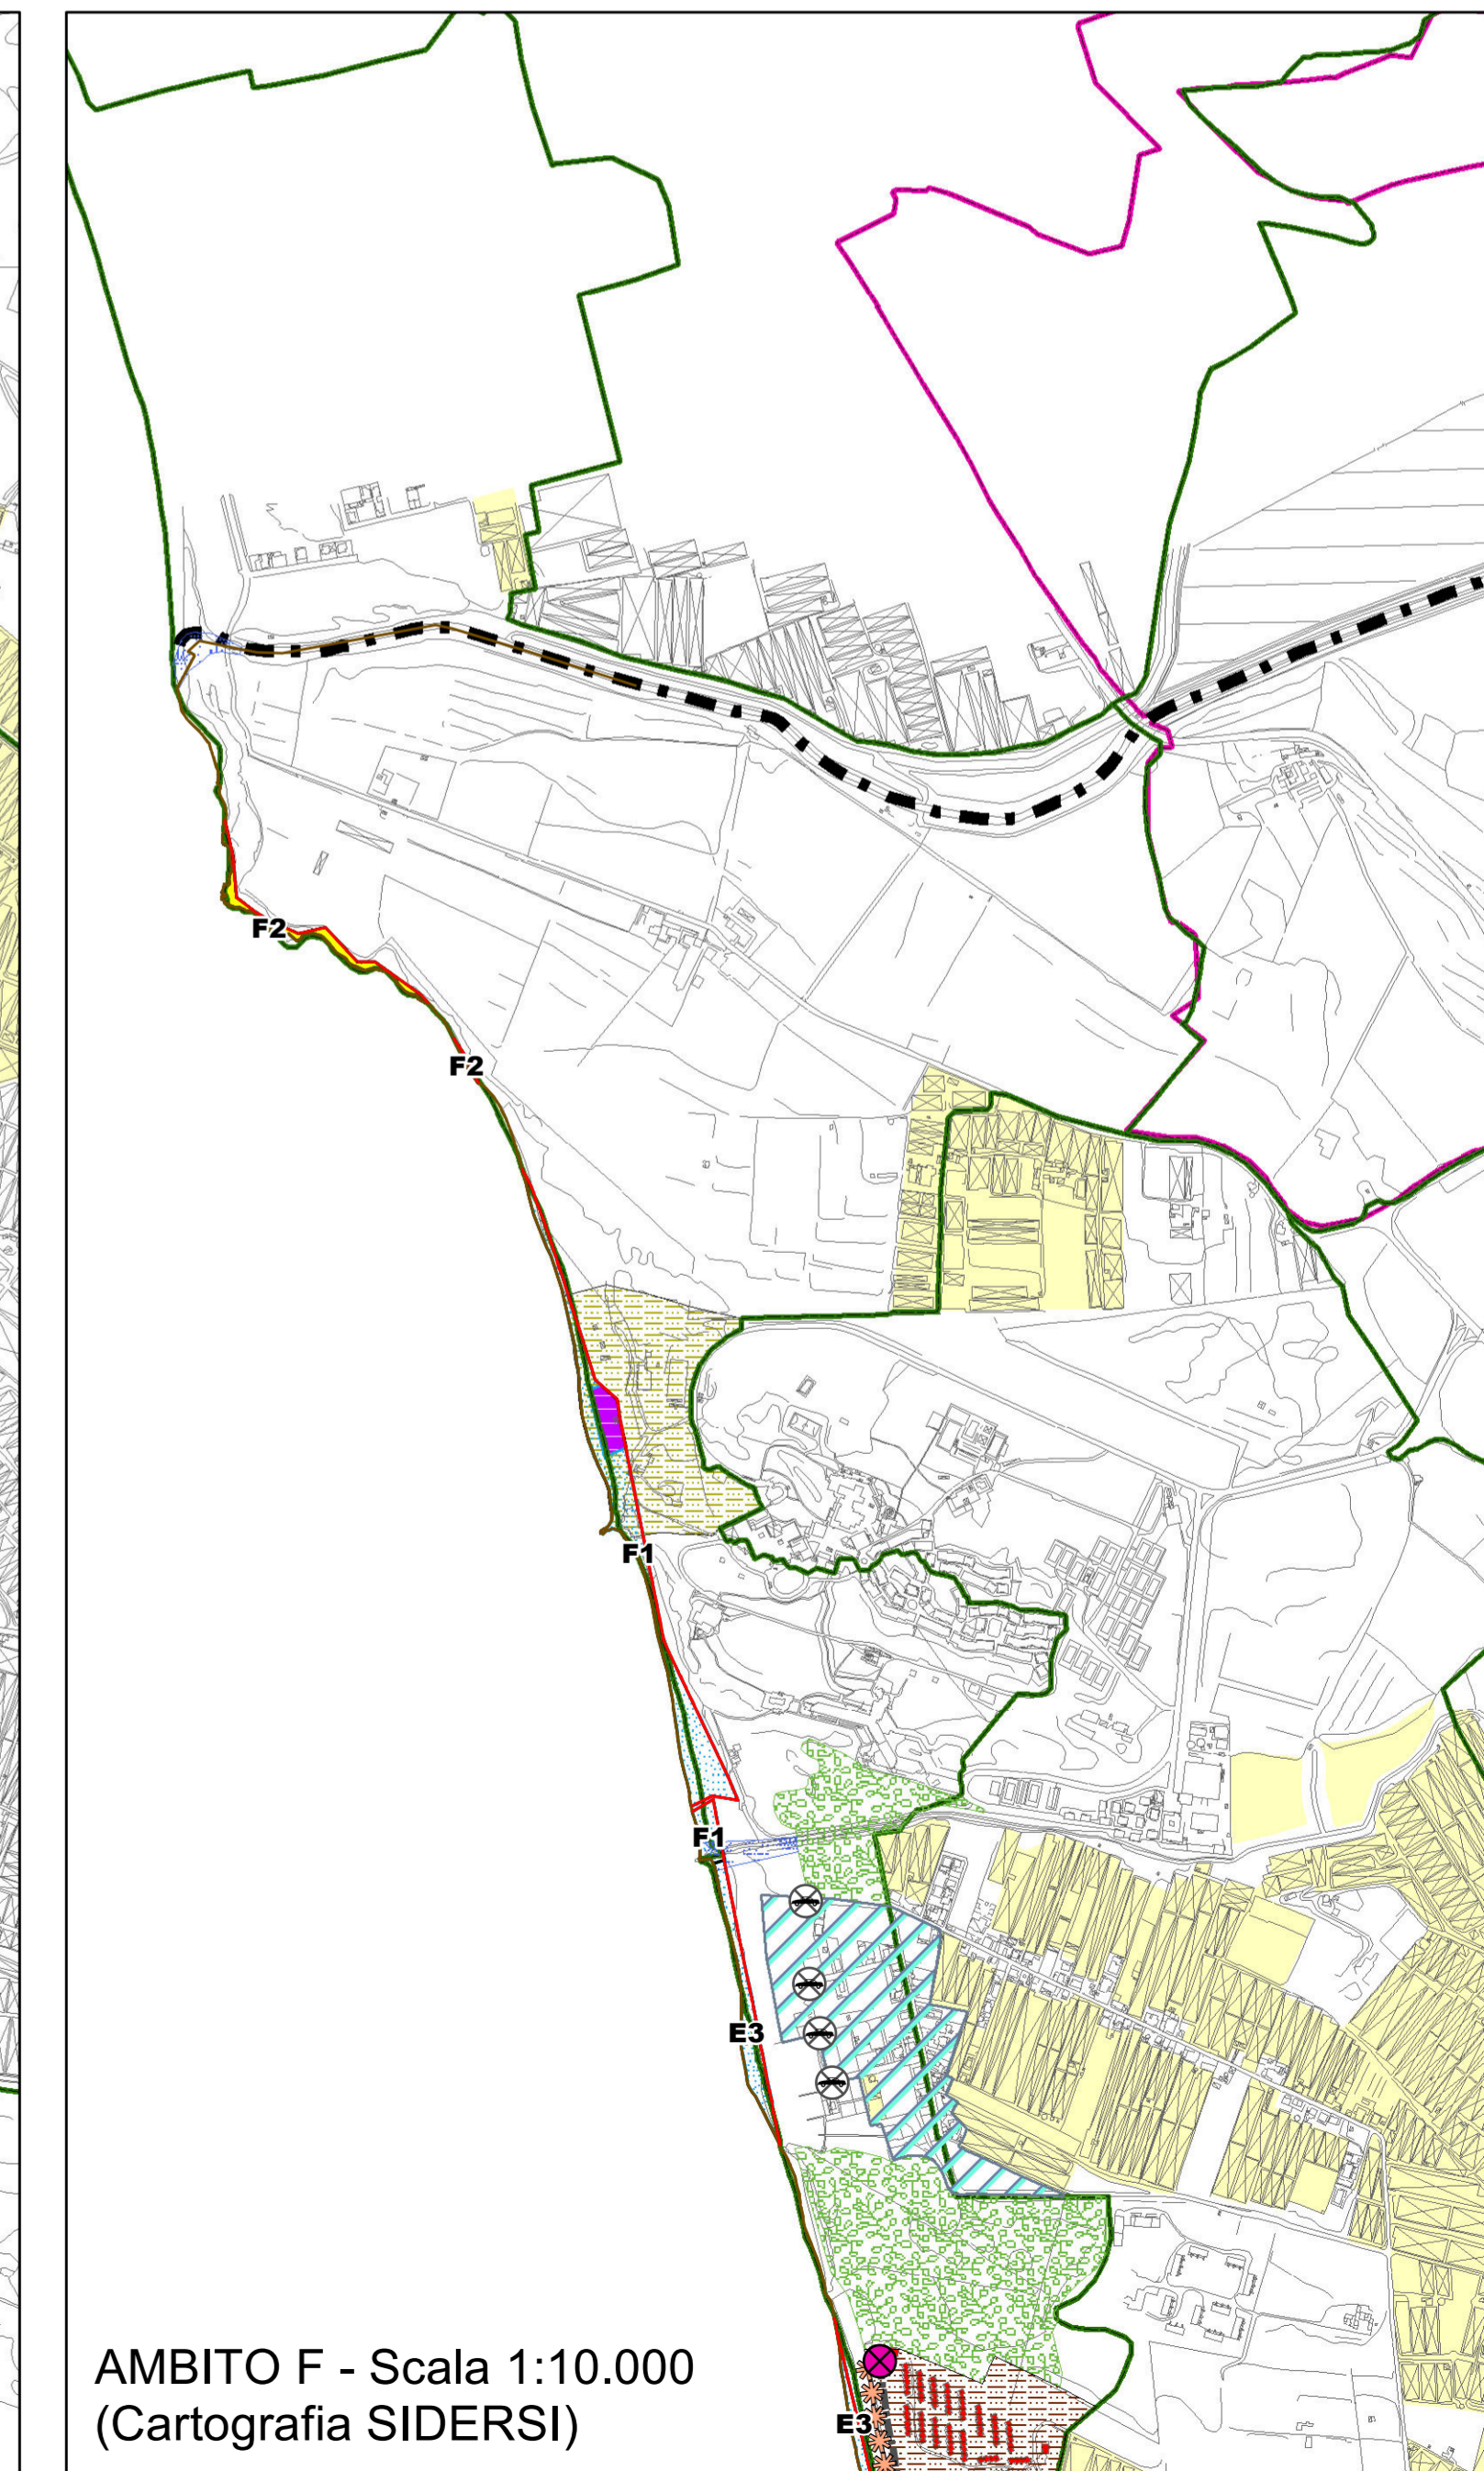 F2
F2
F1
F1
E3
AMBITO F - Scala 1:10.000
(Cartografia SIDERSI)
E3